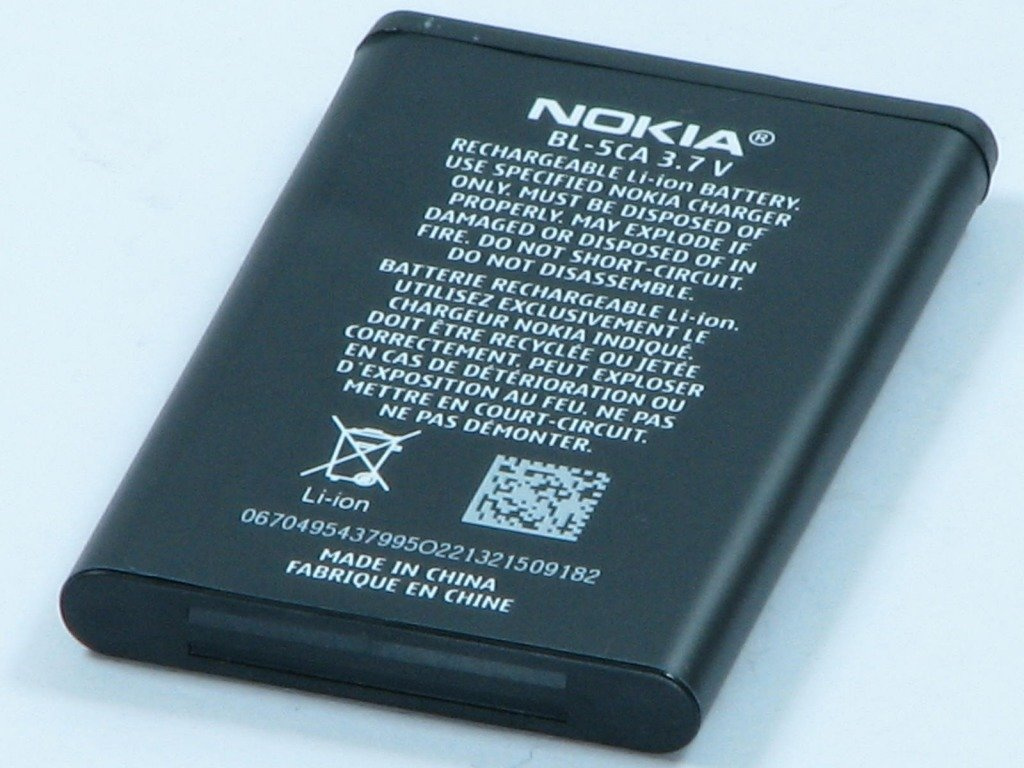 NOKIA®
BL-5CA 3.7 V
RECHARGEABLE Li-ion BATTERY.
USE SPECIFIED NOKIA CHARGER
ONLY. MUST BE DISPOSED OF
PROPERLY. MAY EXPLODE IF
DAMAGED OR DISPOSED OF IN
FIRE. DO NOT SHORT-CIRCUIT.
DO NOT DISASSEMBLE.
BATTERIE RECHARGEABLE Li-ion.
UTILISEZ EXCLUSIVEMENT LE
CHARGEUR NOKIA INDIQUÉ.
DOIT ÊTRE RECYCLÉE OU JETÉE
CORRECTEMENT. PEUT EXPLOSER
EN CAS DE DÉTÉRIORATION OU
D'EXPOSITION AU FEU. NE PAS
METTRE EN COURT-CIRCUIT.
NE PAS DÉMONTER.
Li-ion
0670495437995O221321509182
MADE IN CHINA
FABRIQUE EN CHINE